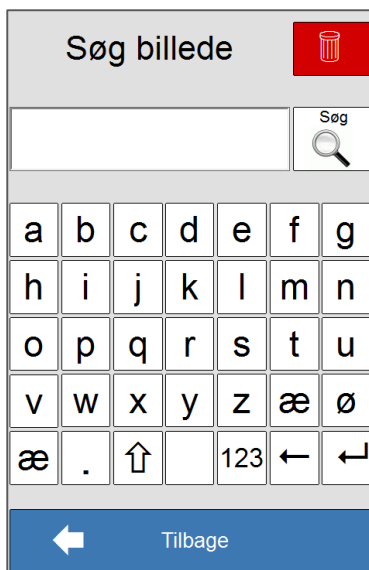 Søg billede
Søg
a b c d e f g
h i j k l m n
o p q r s t u
v w x y z æ ø
æ . ⇧ 123 ← ↵
Tilbage